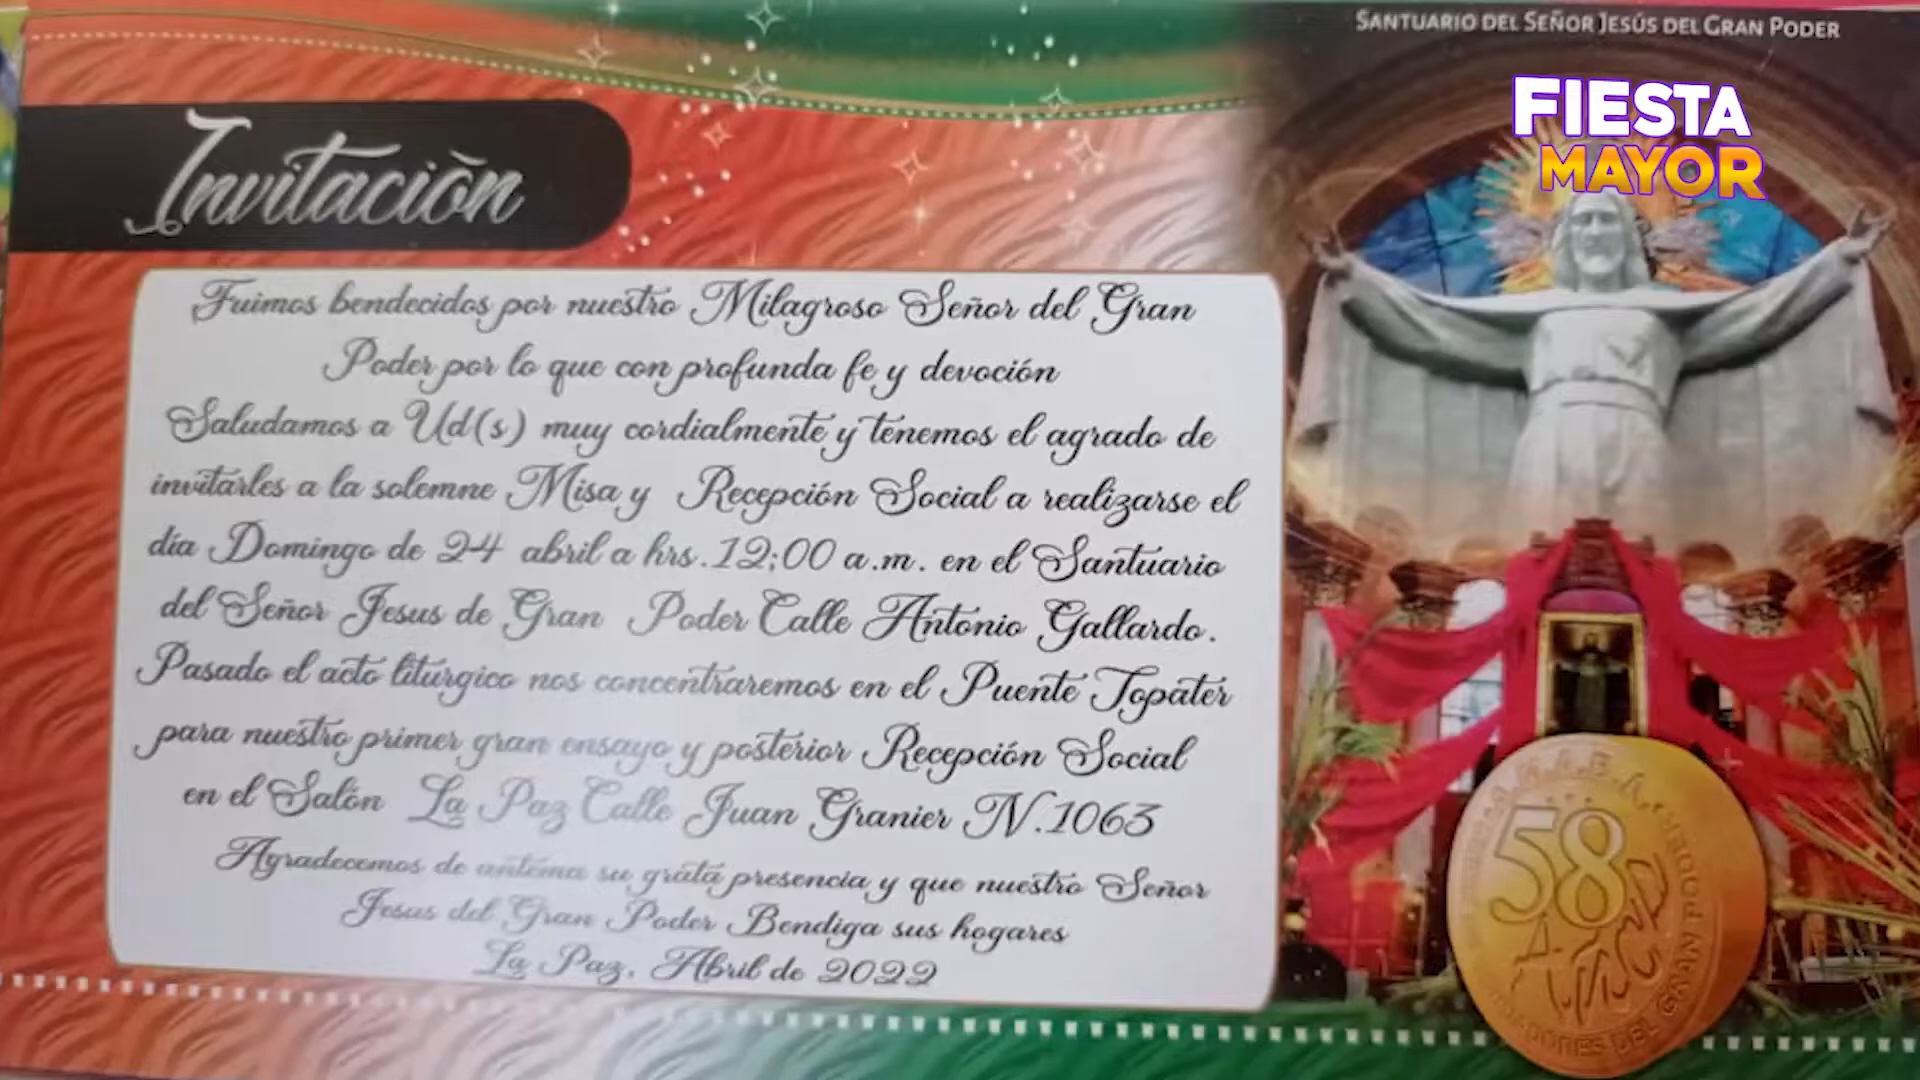 SANTUARIO DEL SEÑOR JESÚS DEL GRAN PODER
FIESTA
MAYOR
Invitaciòn
Fuimos bendecidos por nuestro Milagroso Señor del Gran
Poder por lo que con profunda fe y devoción
Saludamos a Ud(s) muy cordialmente y tenemos el agrado de
invitarles a la solemne Misa y Recepción Social a realizarse el
día Domingo de 24 abril a hrs.12:00 a.m. en el Santuario
del Señor Jesus de Gran Poder Calle Antonio Gallardo.
Pasado el acto liturgico nos concentraremos en el Puente Topater
para nuestro primer gran ensayo y posterior Recepción Social
en el Salón La Paz Calle Juan Granier N.1063
Agradecemos de antema su grata presencia y que nuestro Señor
Jesus del Gran Poder Bendiga sus hogares
La Paz, Abril de 2022
58
GRAN PODER